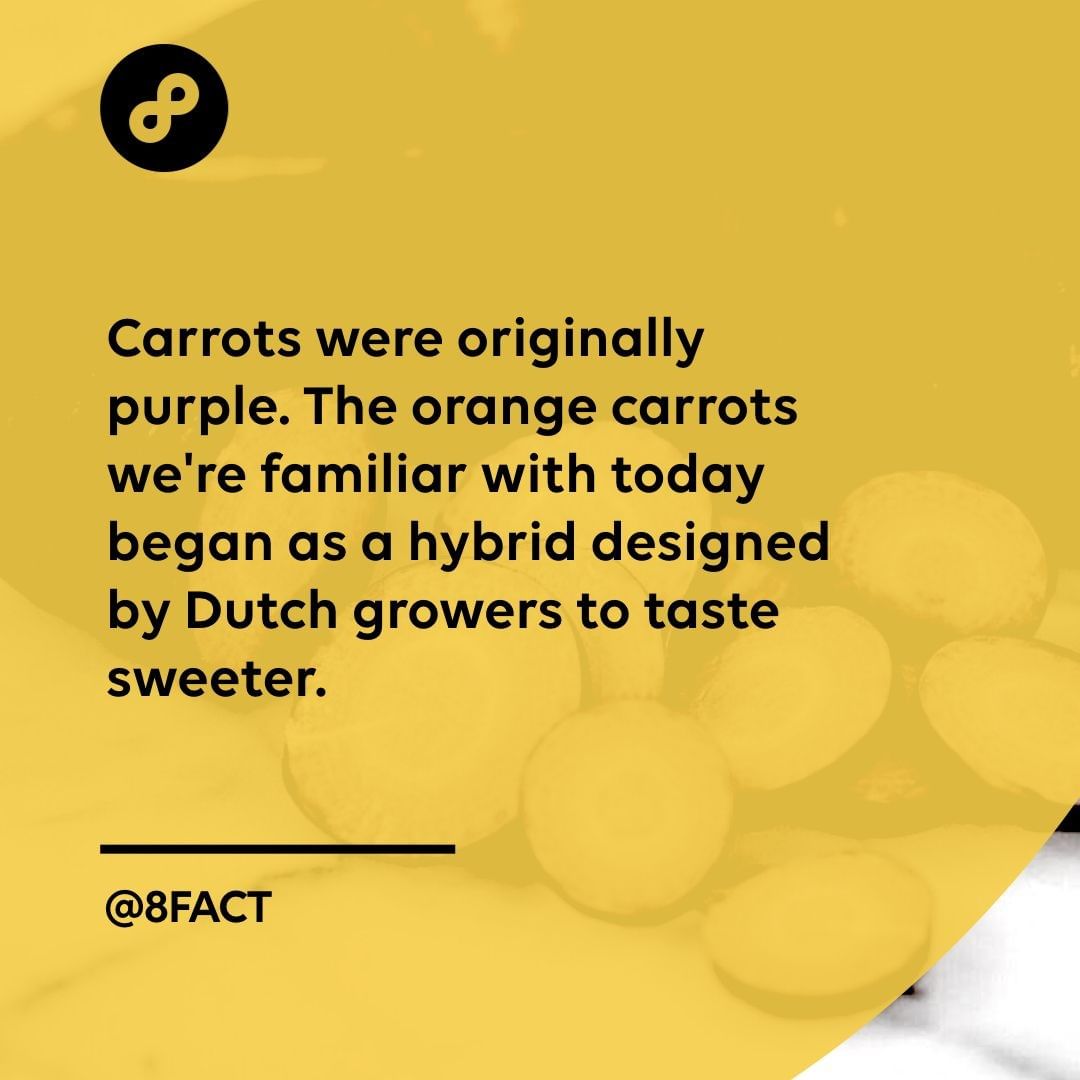 Carrots were originally
purple. The orange carrots
we're familiar with today
began as a hybrid designed
by Dutch growers to taste
sweeter.
@8FACT